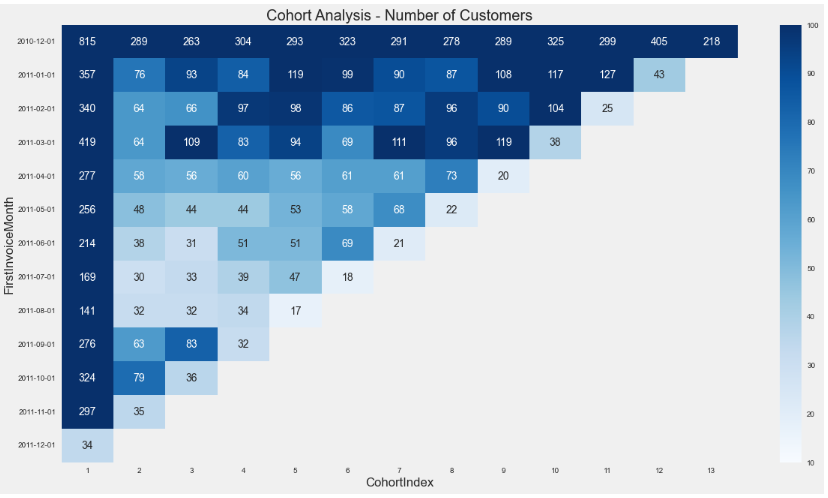 Cohort Analysis - Number of Customers
2010-12-01 815 289 263 304 293 323 291 278 289 325 299 405 218
2011-01-01 357 76 93 84 119 99 90 87 108 117 127 43
2011-02-01 340 64 66 97 98 86 87 96 90 104 25
2011-03-01 419 64 109 83 94 69 111 96 119 38
2011-04-01 277 58 56 60 56 61 61 73 20
2011-05-01 256 48 44 44 53 58 68 22
2011-06-01 214 38 31 51 51 69 21
2011-07-01 169 30 33 39 47 18
2011-08-01 141 32 32 34 17
2011-09-01 276 63 83 32
2011-10-01 324 79 36
2011-11-01 297 35
2011-12-01 34
1 2 3 4 5 6 7 8 9 10 11 12 13
CohortIndex
FirstInvoiceMonth
100
90
80
70
60
50
40
30
20
10